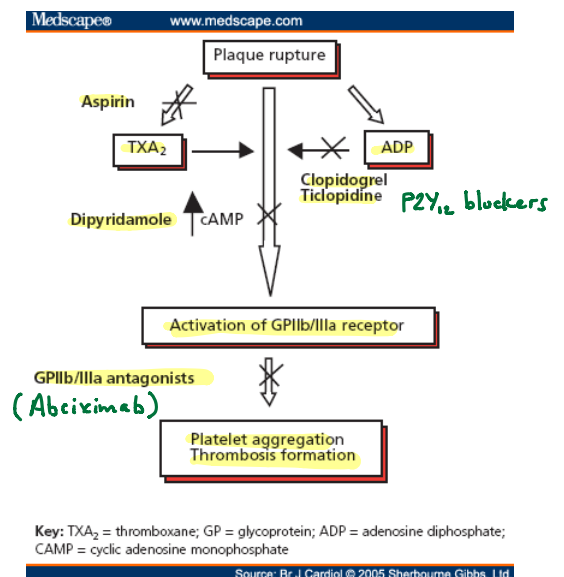 Medscape® www.medscape.com
Plaque rupture
Aspirin
TXA₂
ADP
Clopidogrel
Ticlopidine
P2Y₁₂ blockers
Dipyridamole
cAMP
Activation of GPIIb/IIIa receptor
GPIIb/IIIa antagonists
(Abciximab)
Platelet aggregation
Thrombosis formation
Key: TXA₂ = thromboxane; GP = glycoprotein; ADP = adenosine diphosphate;
CAMP = cyclic adenosine monophosphate
Source: Br J Cardiol © 2005 Sherbourne Gibbs, Ltd